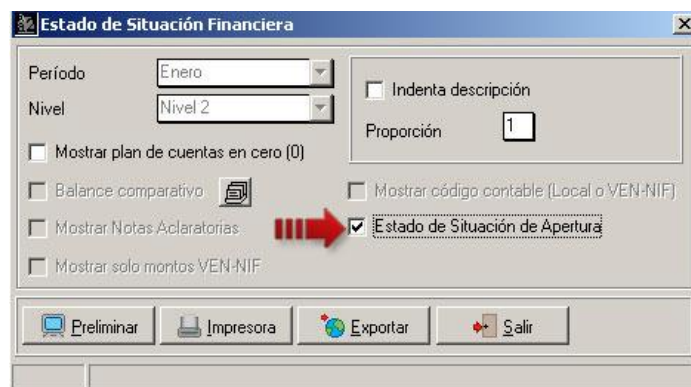 Estado de Situación Financiera
Período Enero
Nivel Nivel 2
Indenta descripción
Proporción 1
Mostrar plan de cuentas en cero (0)
Balance comparativo
Mostrar código contable (Local o VEN-NIF)
Mostrar Notas Aclaratorias
Estado de Situación de Apertura
Mostrar solo montos VEN-NIF
Preliminar Impresora Exportar Salir